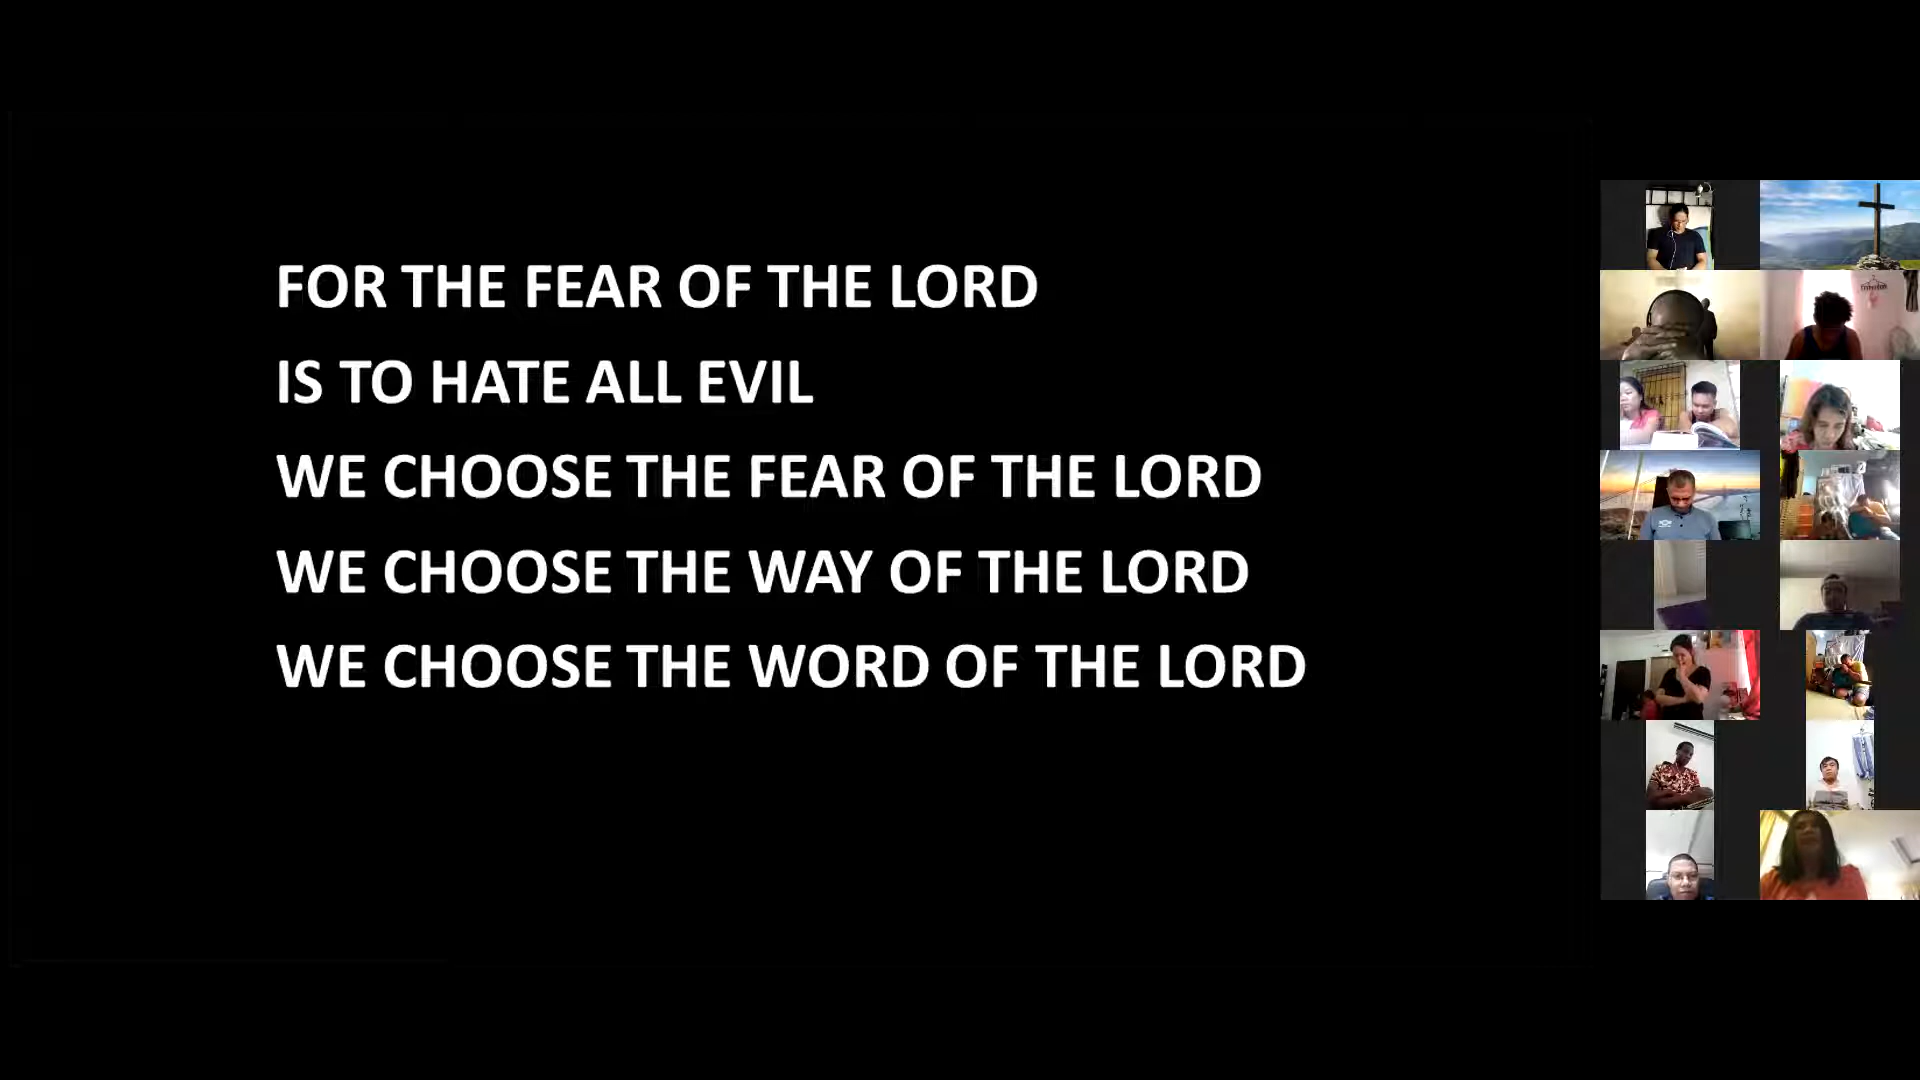 FOR THE FEAR OF THE LORD
IS TO HATE ALL EVIL
WE CHOOSE THE FEAR OF THE LORD
WE CHOOSE THE WAY OF THE LORD
WE CHOOSE THE WORD OF THE LORD